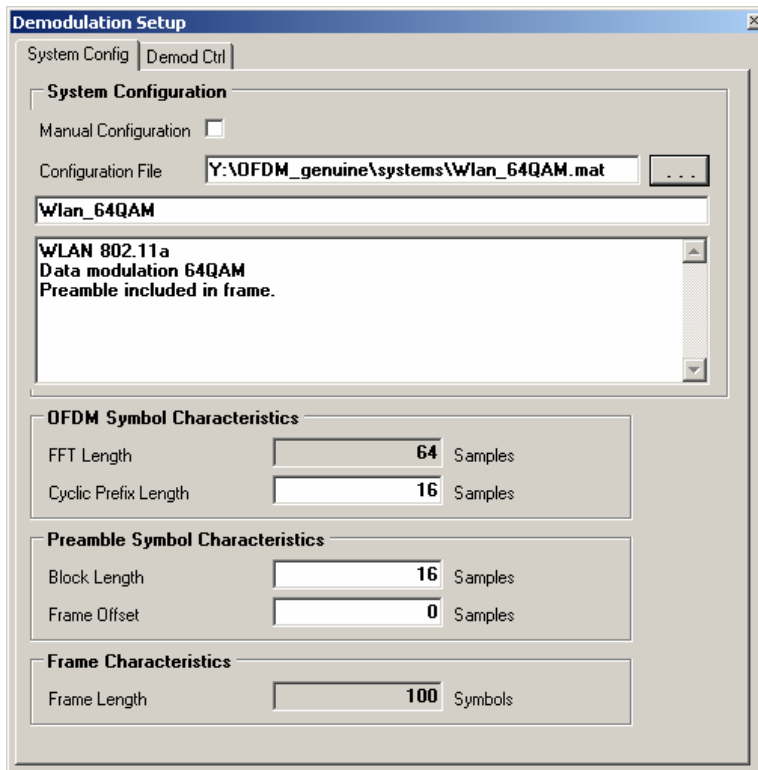 Demodulation Setup
System Config Demod Ctrl
System Configuration
Manual Configuration
Configuration File Y:\OFDM_genuine\systems\Wlan_64QAM.mat ...
Wlan_64QAM
WLAN 802.11a
Data modulation 64QAM
Preamble included in frame.
OFDM Symbol Characteristics
FFT Length 64 Samples
Cyclic Prefix Length 16 Samples
Preamble Symbol Characteristics
Block Length 16 Samples
Frame Offset 0 Samples
Frame Characteristics
Frame Length 100 Symbols